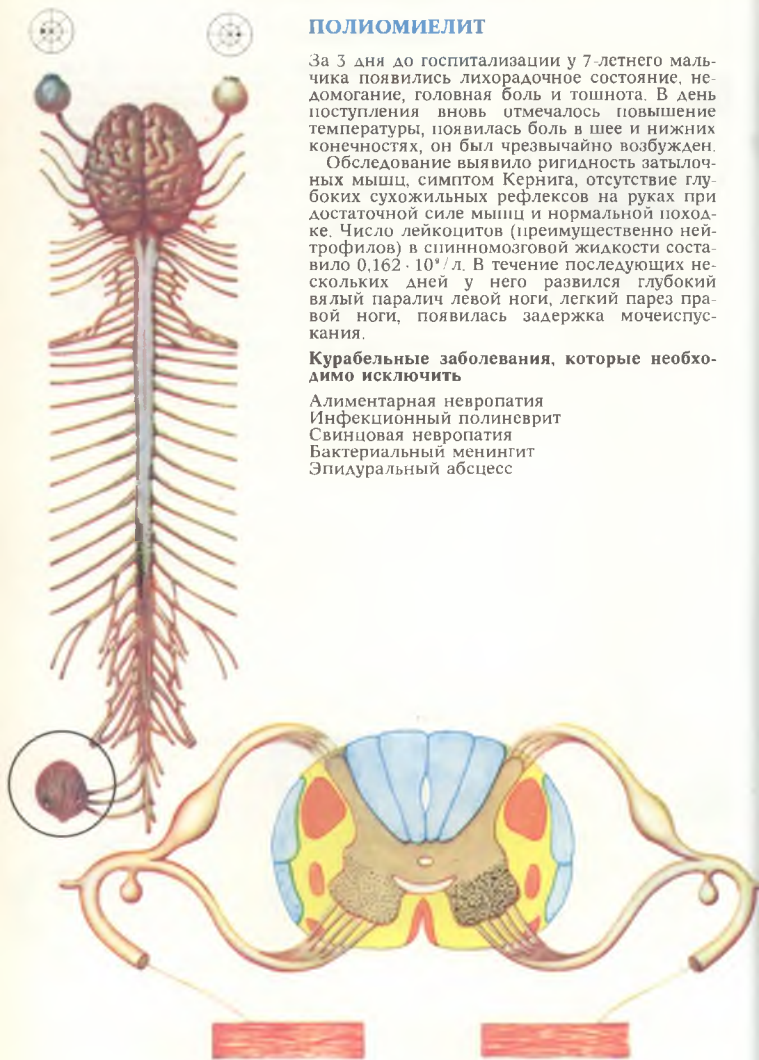 ПОЛИОМИЕЛИТ
За 3 дня до госпитализации у 7-летнего маль-
чика появились лихорадочное состояние, не-
домогание, головная боль и тошнота. В день
поступления вновь отмечалось повышение
температуры, появилась боль в шее и нижних
конечностях, он был чрезвычайно возбужден.
Обследование выявило ригидность затылоч-
ных мышц, симптом Кернига, отсутствие глу-
боких сухожильных рефлексов на руках при
достаточной силе мышц и нормальной поход-
ке. Число лейкоцитов (преимущественно ней-
трофилов) в спинномозговой жидкости соста-
вило 0,162 · 10⁹/л. В течение последующих не-
скольких дней у него развился глубокий
вялый паралич левой ноги, легкий парез пра-
вой ноги, появилась задержка мочеиспус-
кания.
Курабельные заболевания, которые необхо-
димо исключить
Алиментарная невропатия
Инфекционный полиневрит
Свинцовая невропатия
Бактериальный менингит
Эпидуральный абсцесс